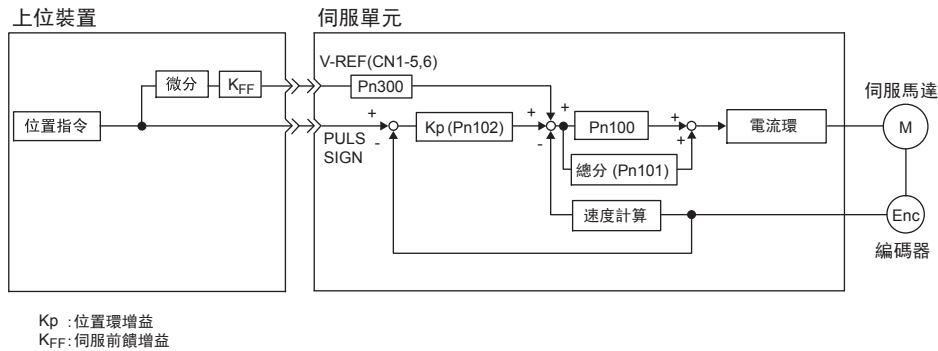 上位裝置
伺服單元
V-REF(CN1-5,6)
微分
KFF
Pn300
伺服馬達
位置指令
+
-
PULS
SIGN
Kp (Pn102)
+
+
-
+
Pn100
+
+
電流環
M
總分 (Pn101)
速度計算
Enc
編碼器
Kp :位置環增益
KFF:伺服前饋增益